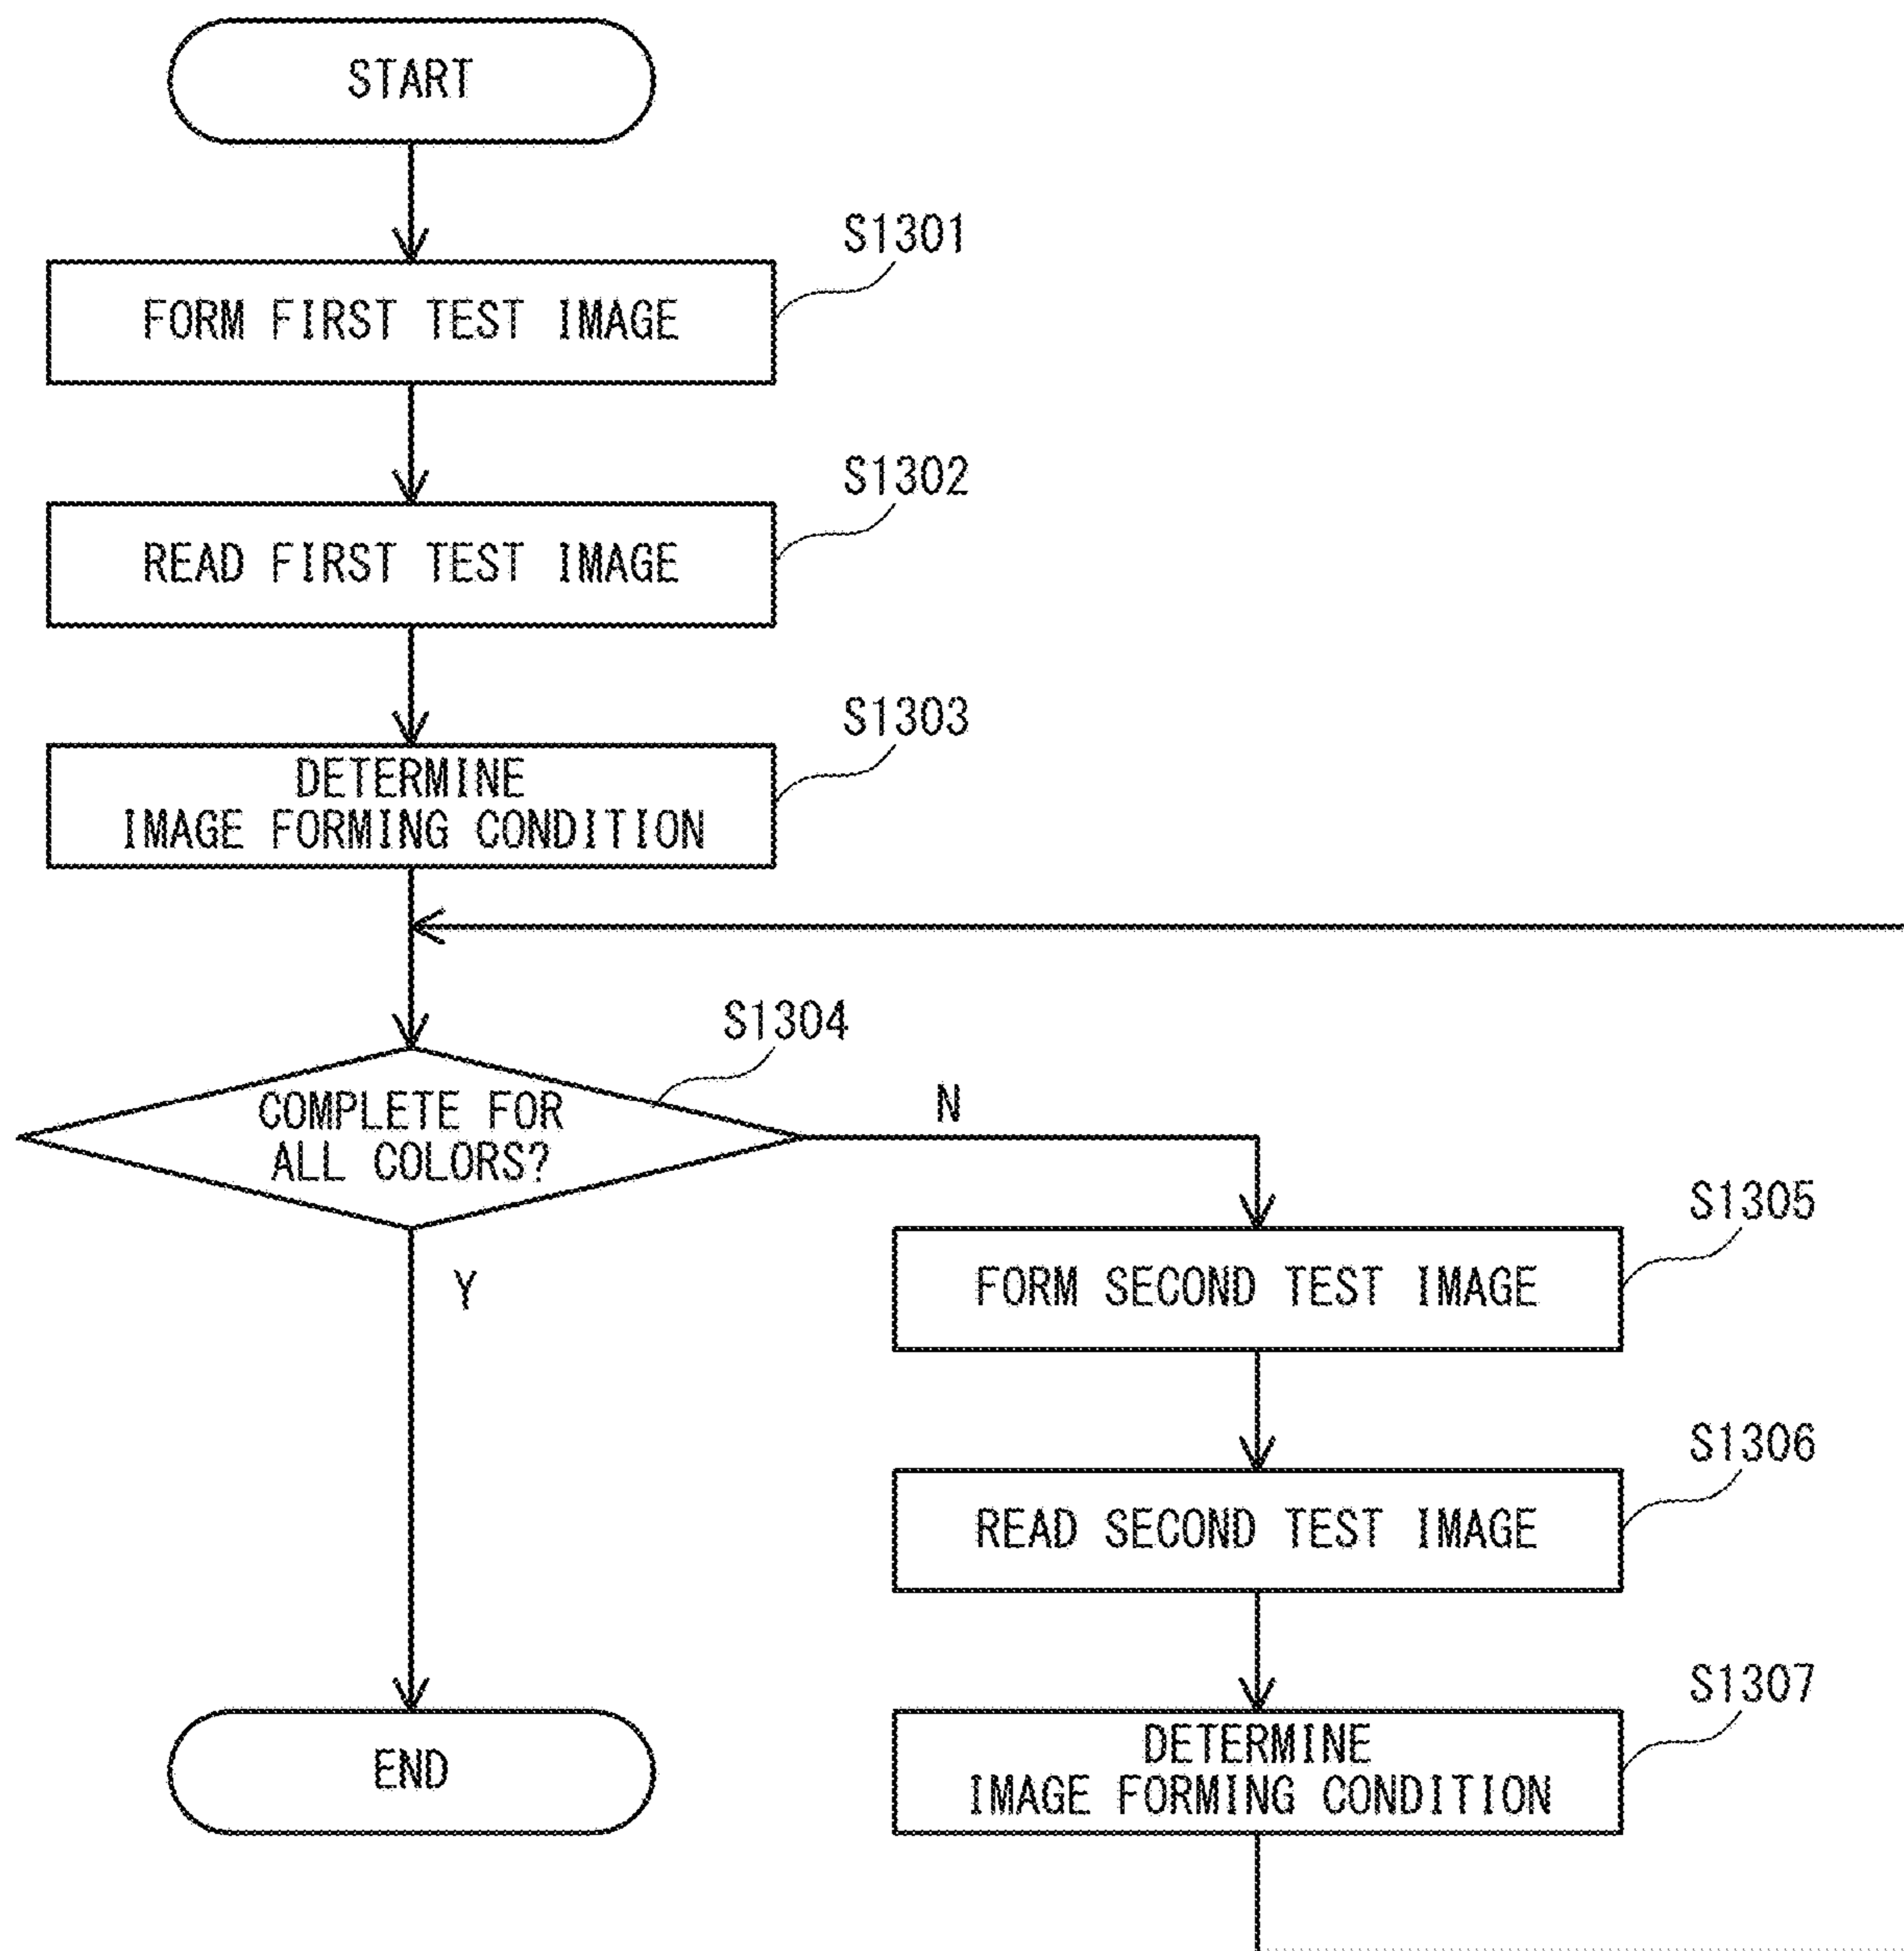 START
S1301
FORM FIRST TEST IMAGE
S1302
READ FIRST TEST IMAGE
S1303
DETERMINE
IMAGE FORMING CONDITION
S1304
COMPLETE FOR
ALL COLORS?
N
Y
S1305
FORM SECOND TEST IMAGE
S1306
READ SECOND TEST IMAGE
S1307
DETERMINE
IMAGE FORMING CONDITION
END